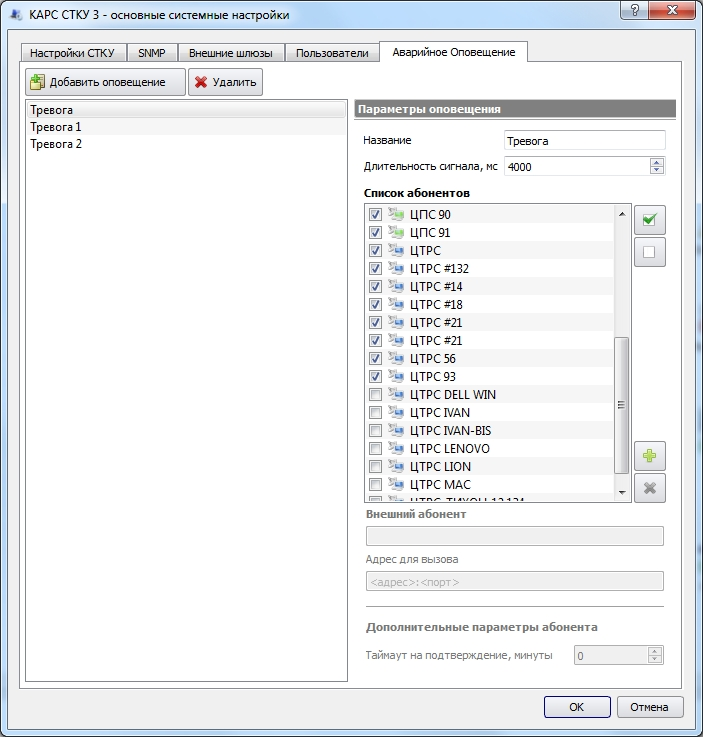 КАРС СТКУ 3 - основные системные настройки
Настройки СТКУ SNMP Внешние шлюзы Пользователи Аварийное Оповещение
Добавить оповещение Удалить
Тревога
Тревога 1
Тревога 2
Параметры оповещения
Название Тревога
Длительность сигнала, мс 4000
Список абонентов
ЦПС 90
ЦПС 91
ЦТРС
ЦТРС #132
ЦТРС #14
ЦТРС #18
ЦТРС #21
ЦТРС #21
ЦТРС 56
ЦТРС 93
ЦТРС DELL WIN
ЦТРС IVAN
ЦТРС IVAN-BIS
ЦТРС LENOVO
ЦТРС LION
ЦТРС MAC
Внешний абонент
Адрес для вызова
<адрес>:<порт>
Дополнительные параметры абонента
Таймаут на подтверждение, минуты 0
OK Отмена